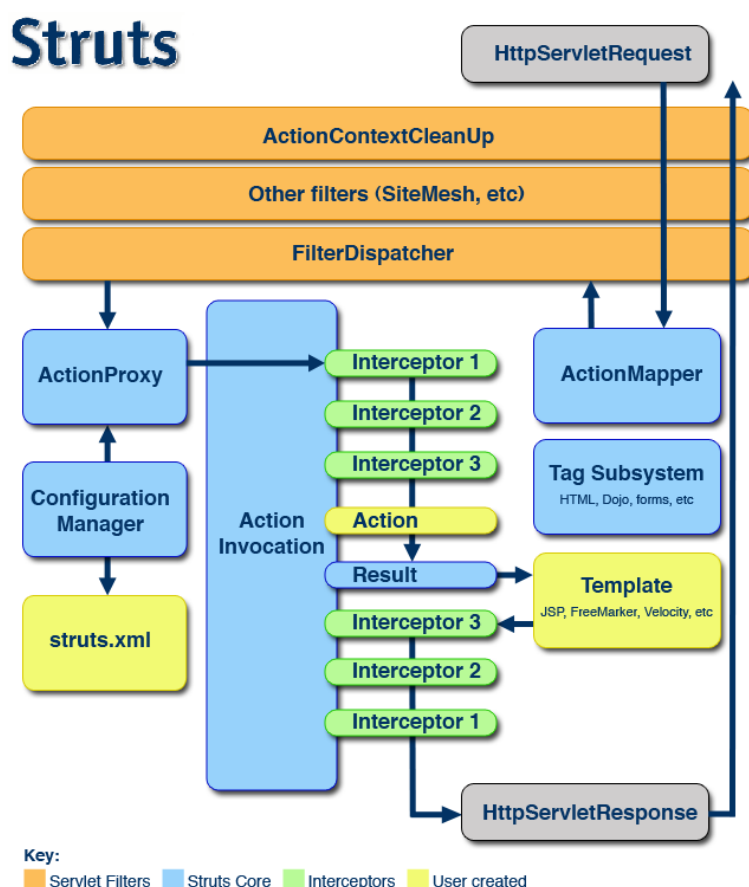 Struts
HttpServletRequest
ActionContextCleanUp
Other filters (SiteMesh, etc)
FilterDispatcher
ActionProxy
Interceptor 1
ActionMapper
Interceptor 2
Interceptor 3
Tag Subsystem
HTML, Dojo, forms, etc
Configuration
Manager
Action
Invocation
Action
Result
Template
JSP, FreeMarker, Velocity, etc
struts.xml
Interceptor 3
Interceptor 2
Interceptor 1
HttpServletResponse
Key:
Servlet Filters
Struts Core
Interceptors
User created